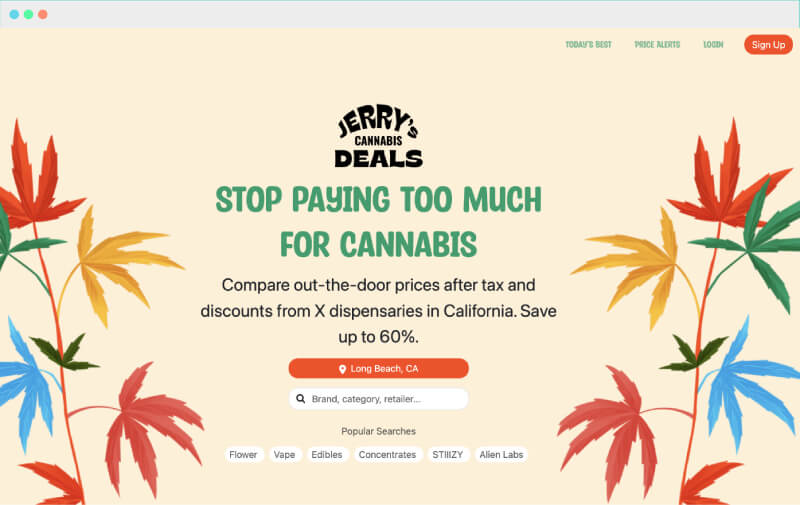 TODAY'S BEST PRICE ALERTS LOGIN Sign Up
JERRY'S
CANNABIS
DEALS
STOP PAYING TOO MUCH
FOR CANNABIS
Compare out-the-door prices after tax and
discounts from X dispensaries in California. Save
up to 60%.
Long Beach, CA
Brand, category, retailer...
Popular Searches
Flower Vape Edibles Concentrates STIIIZY Alien Labs